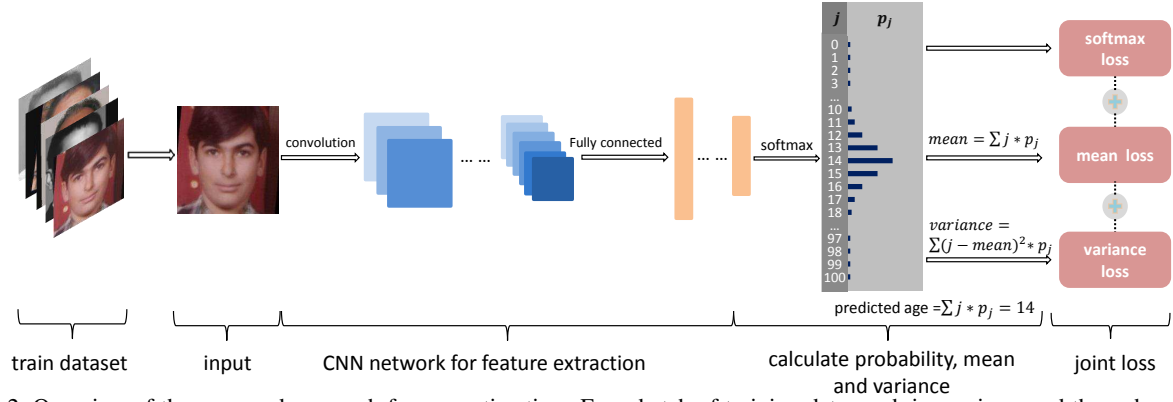 j p_j
0
1
2
3
...
10
11
12
13
14
15
16
17
18
...
97
98
99
100
convolution
... ...
Fully connected
... ...
softmax
mean = ∑ j * p_j
variance =
∑(j − mean)² * p_j
predicted age =∑ j * p_j = 14
softmax
loss
+
mean loss
+
variance
loss
train dataset
input
CNN network for feature extraction
calculate probability, mean
and variance
joint loss